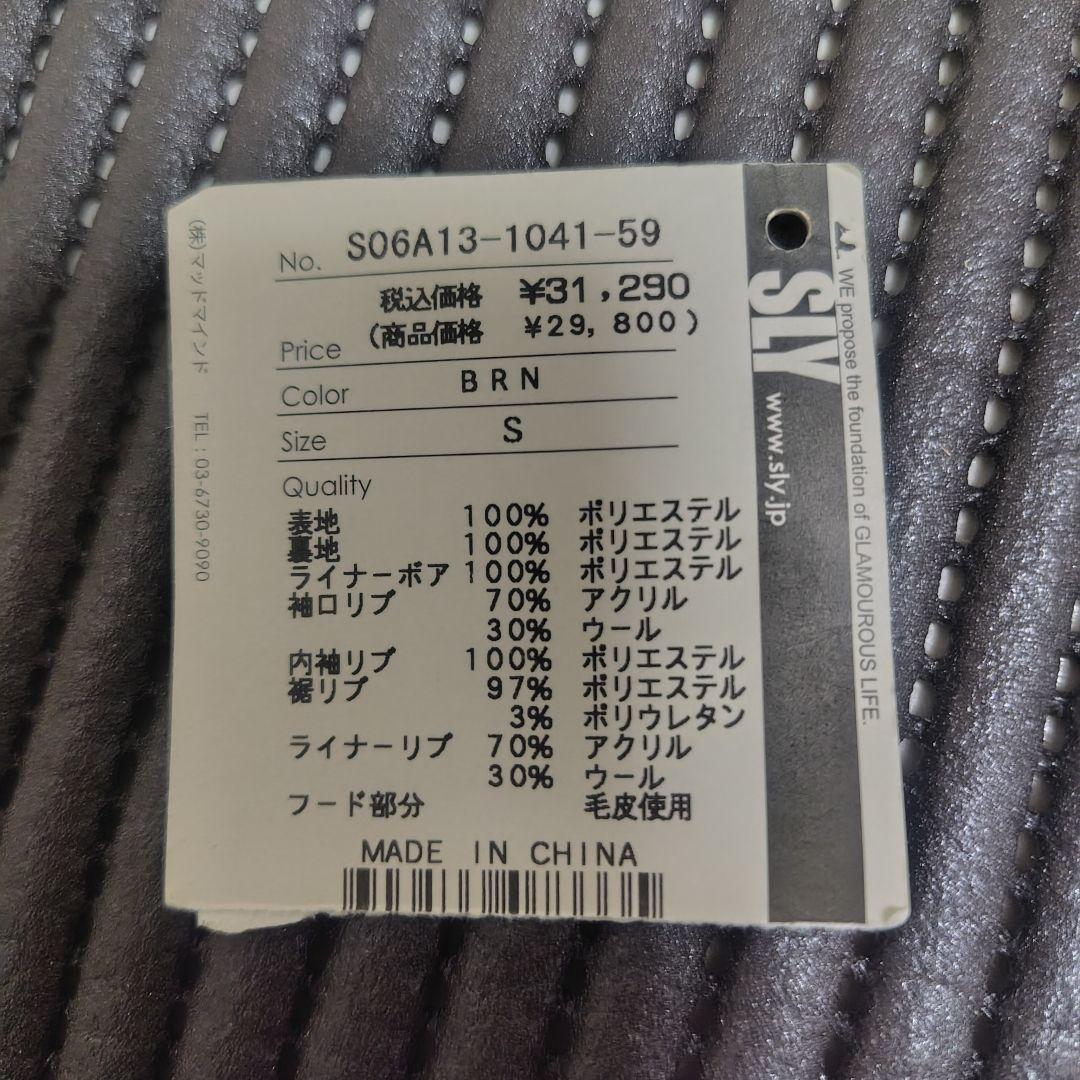 No. S06A13-1041-59
税込価格 ¥31,290
(商品価格 ¥29,800)
Price
Color BRN
Size S
Quality
表地 100% ポリエステル
裏地 100% ポリエステル
ライナーボア 100% ポリエステル
袖口リブ 70% アクリル
30% ウール
内袖リブ 100% ポリエステル
裾リブ 97% ポリエステル
3% ポリウレタン
ライナーリブ 70% アクリル
30% ウール
フード部分 毛皮使用
MADE IN CHINA
(株)マッドマインド TEL : 03-6730-9090
SLY www.sly.jp
WE propose the foundation of GLAMOUROUS LIFE.